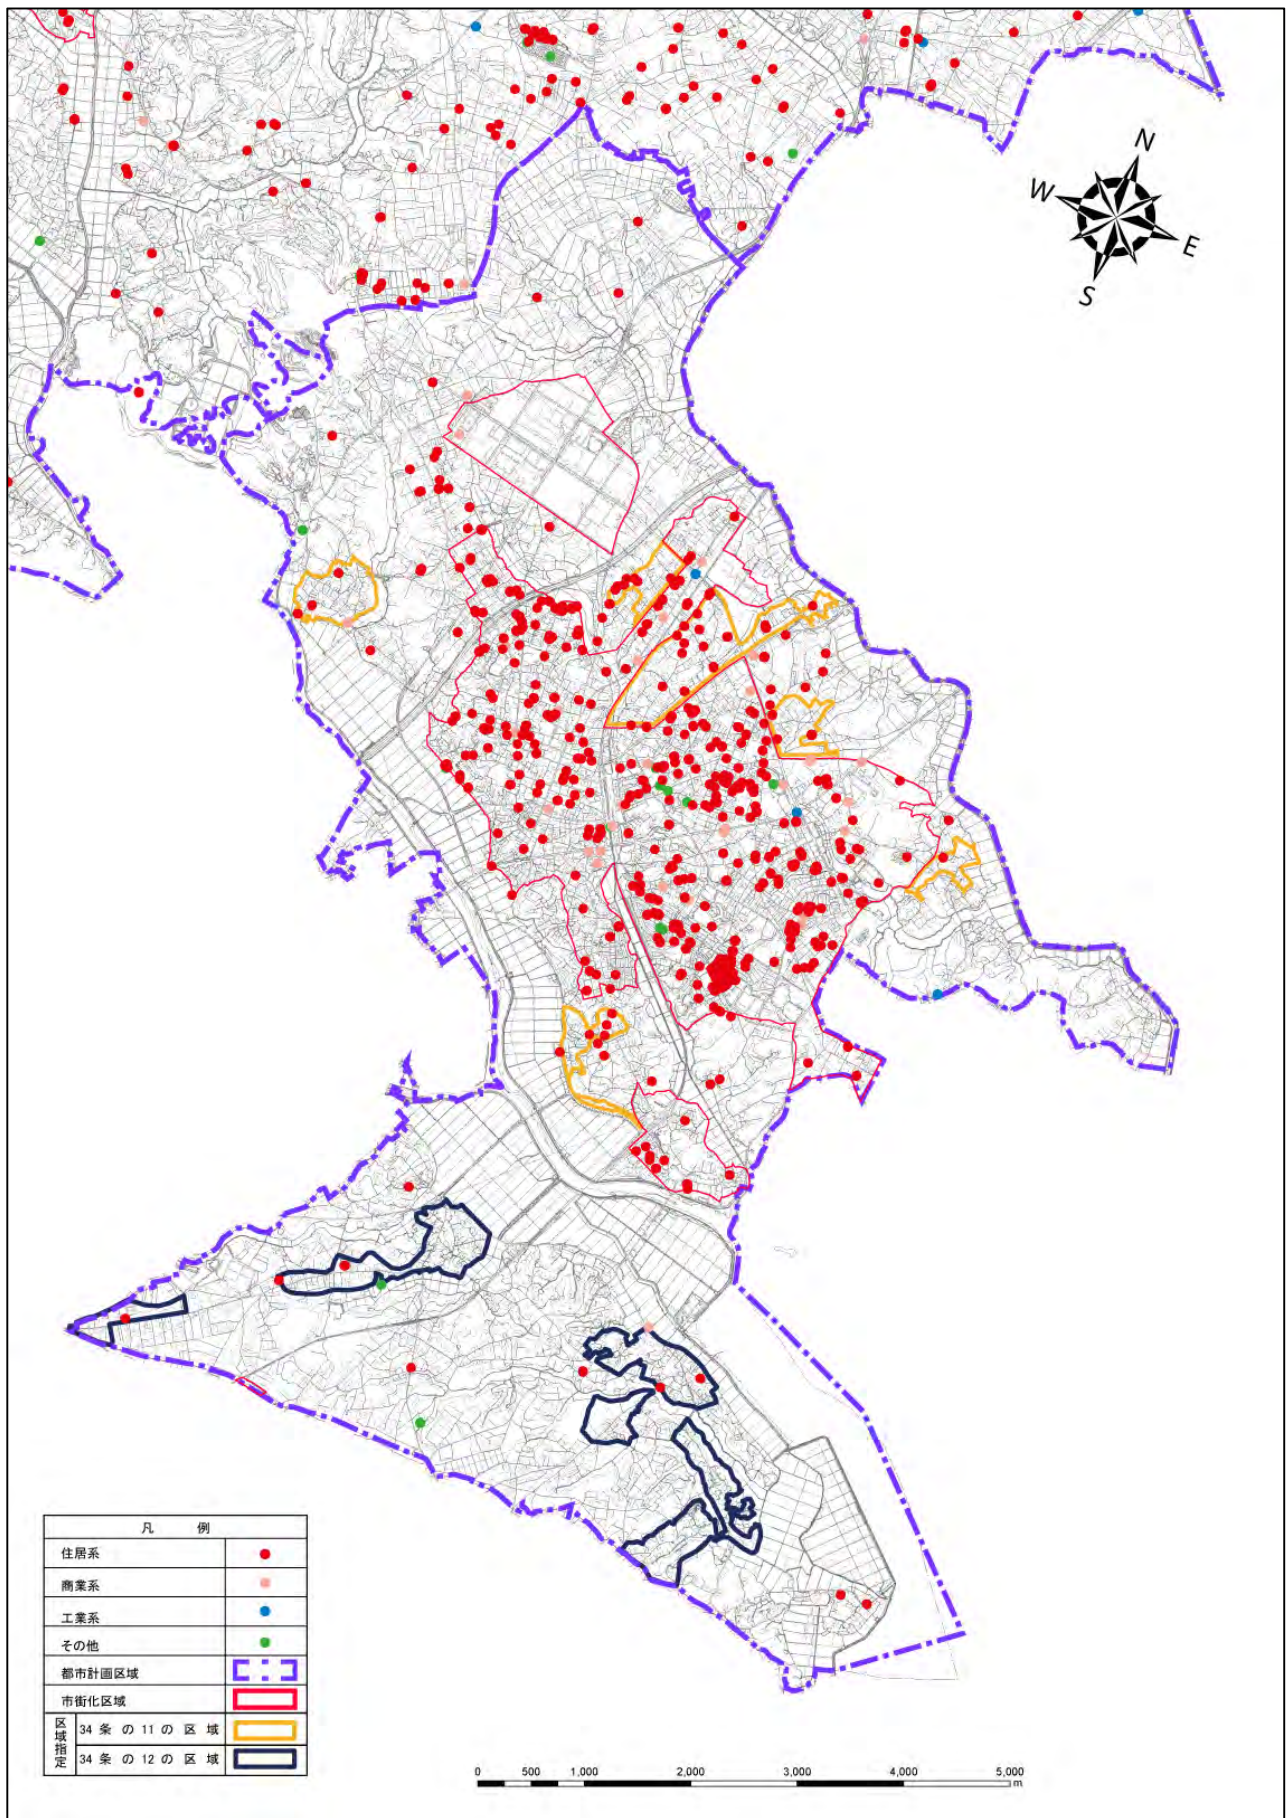 N
W
E
S
凡 例
住居系
商業系
工業系
その他
都市計画区域
市街化区域
区域指定
34 条 の 11 の 区 域
34 条 の 12 の 区 域
0 500 1,000 2,000 3,000 4,000 5,000
m